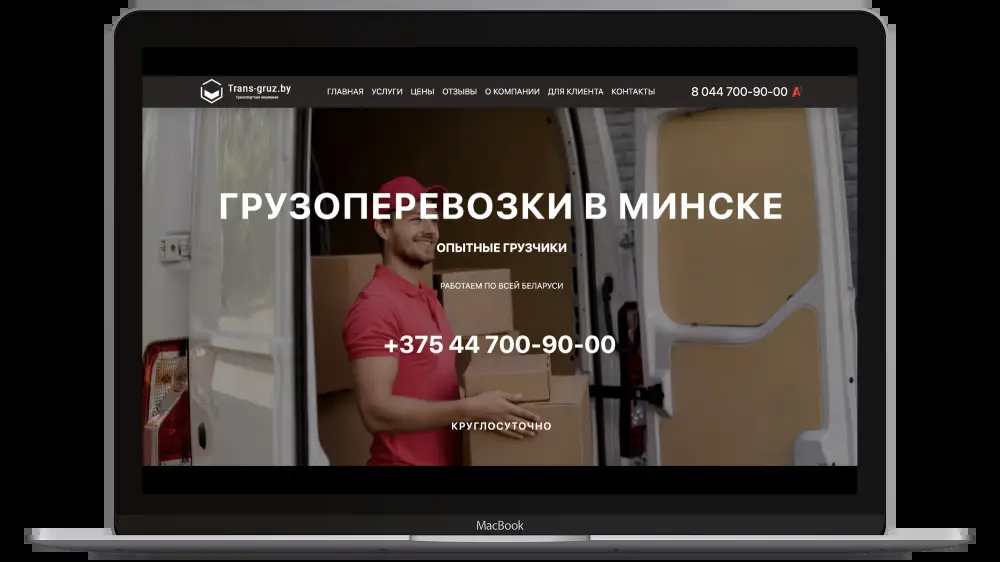 Trans-gruz.by
Транспортная компания
ГЛАВНАЯ УСЛУГИ ЦЕНЫ ОТЗЫВЫ О КОМПАНИИ ДЛЯ КЛИЕНТА КОНТАКТЫ
8 044 700-90-00
ГРУЗОПЕРЕВОЗКИ В МИНСКЕ
ОПЫТНЫЕ ГРУЗЧИКИ
РАБОТАЕМ ПО ВСЕЙ БЕЛАРУСИ
+375 44 700-90-00
КРУГЛОСУТОЧНО
MacBook